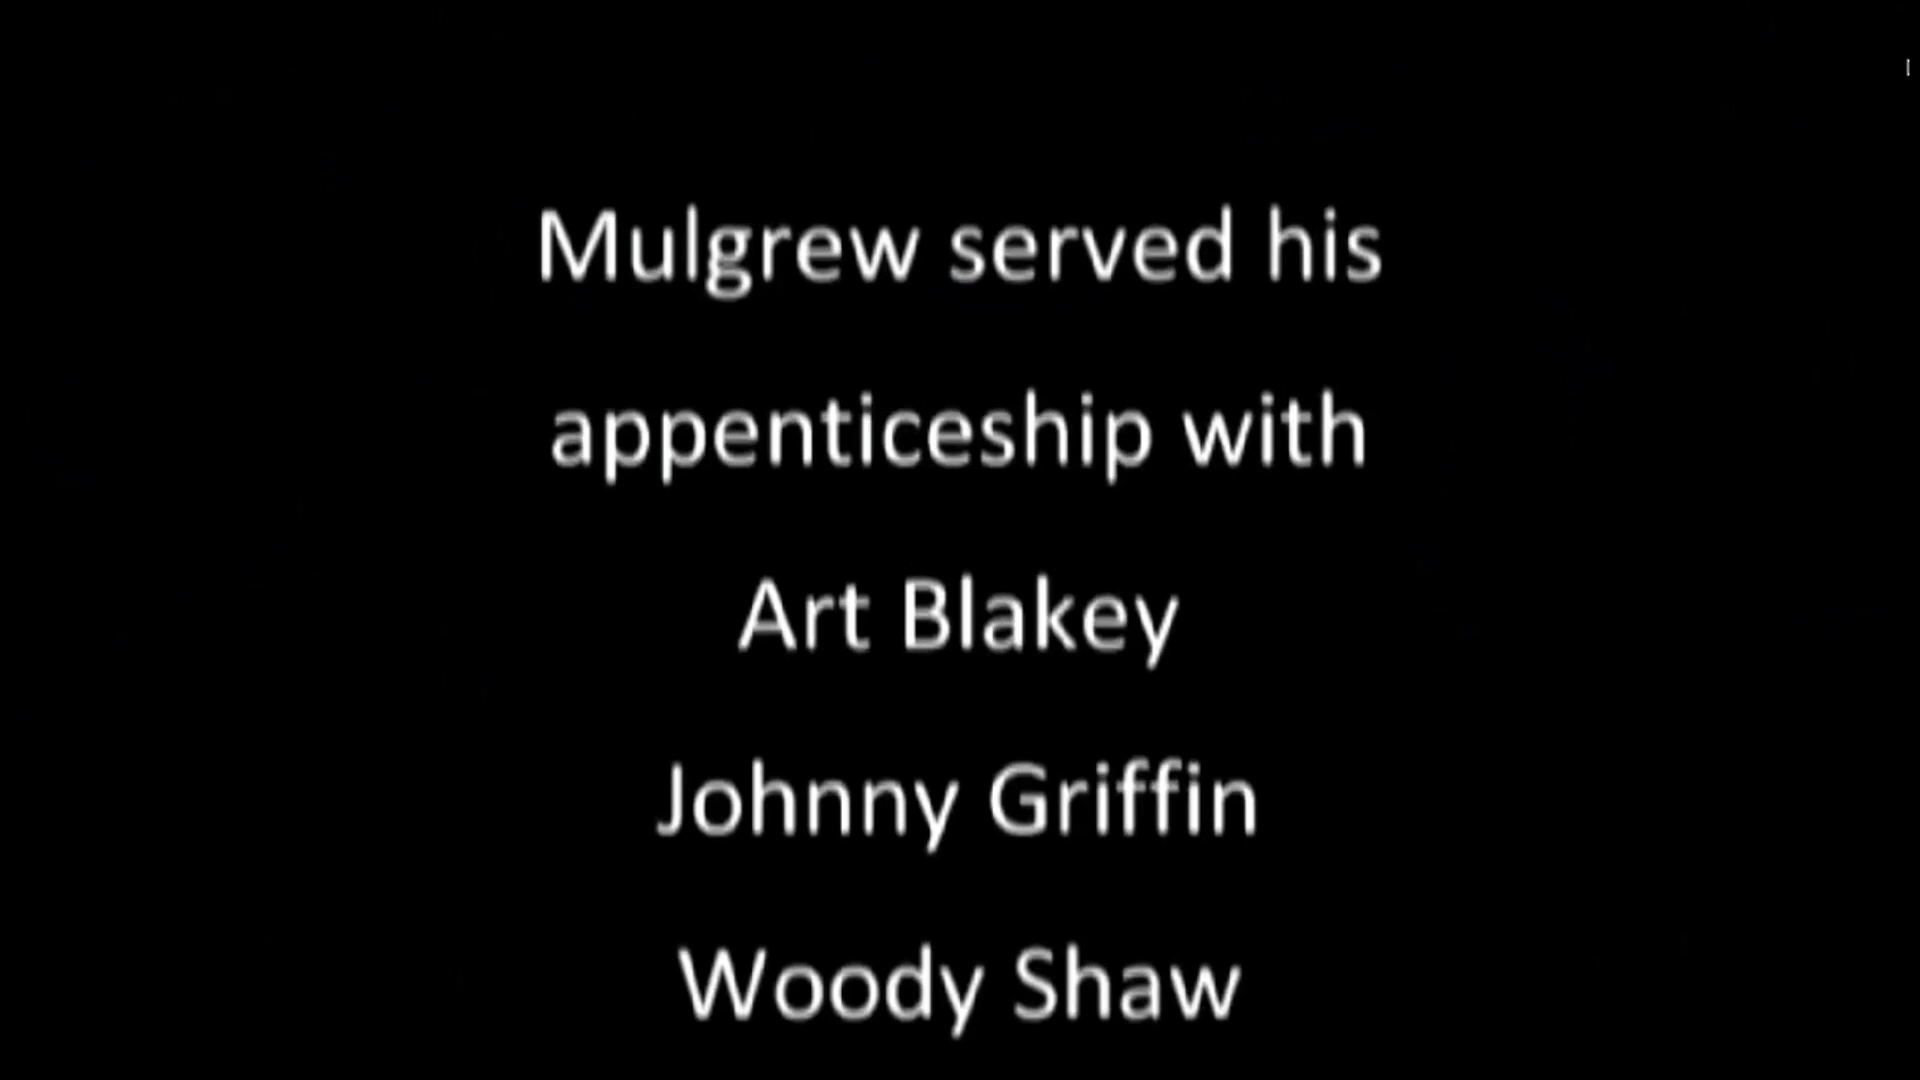 Mulgrew served his
appenticeship with
Art Blakey
Johnny Griffin
Woody Shaw